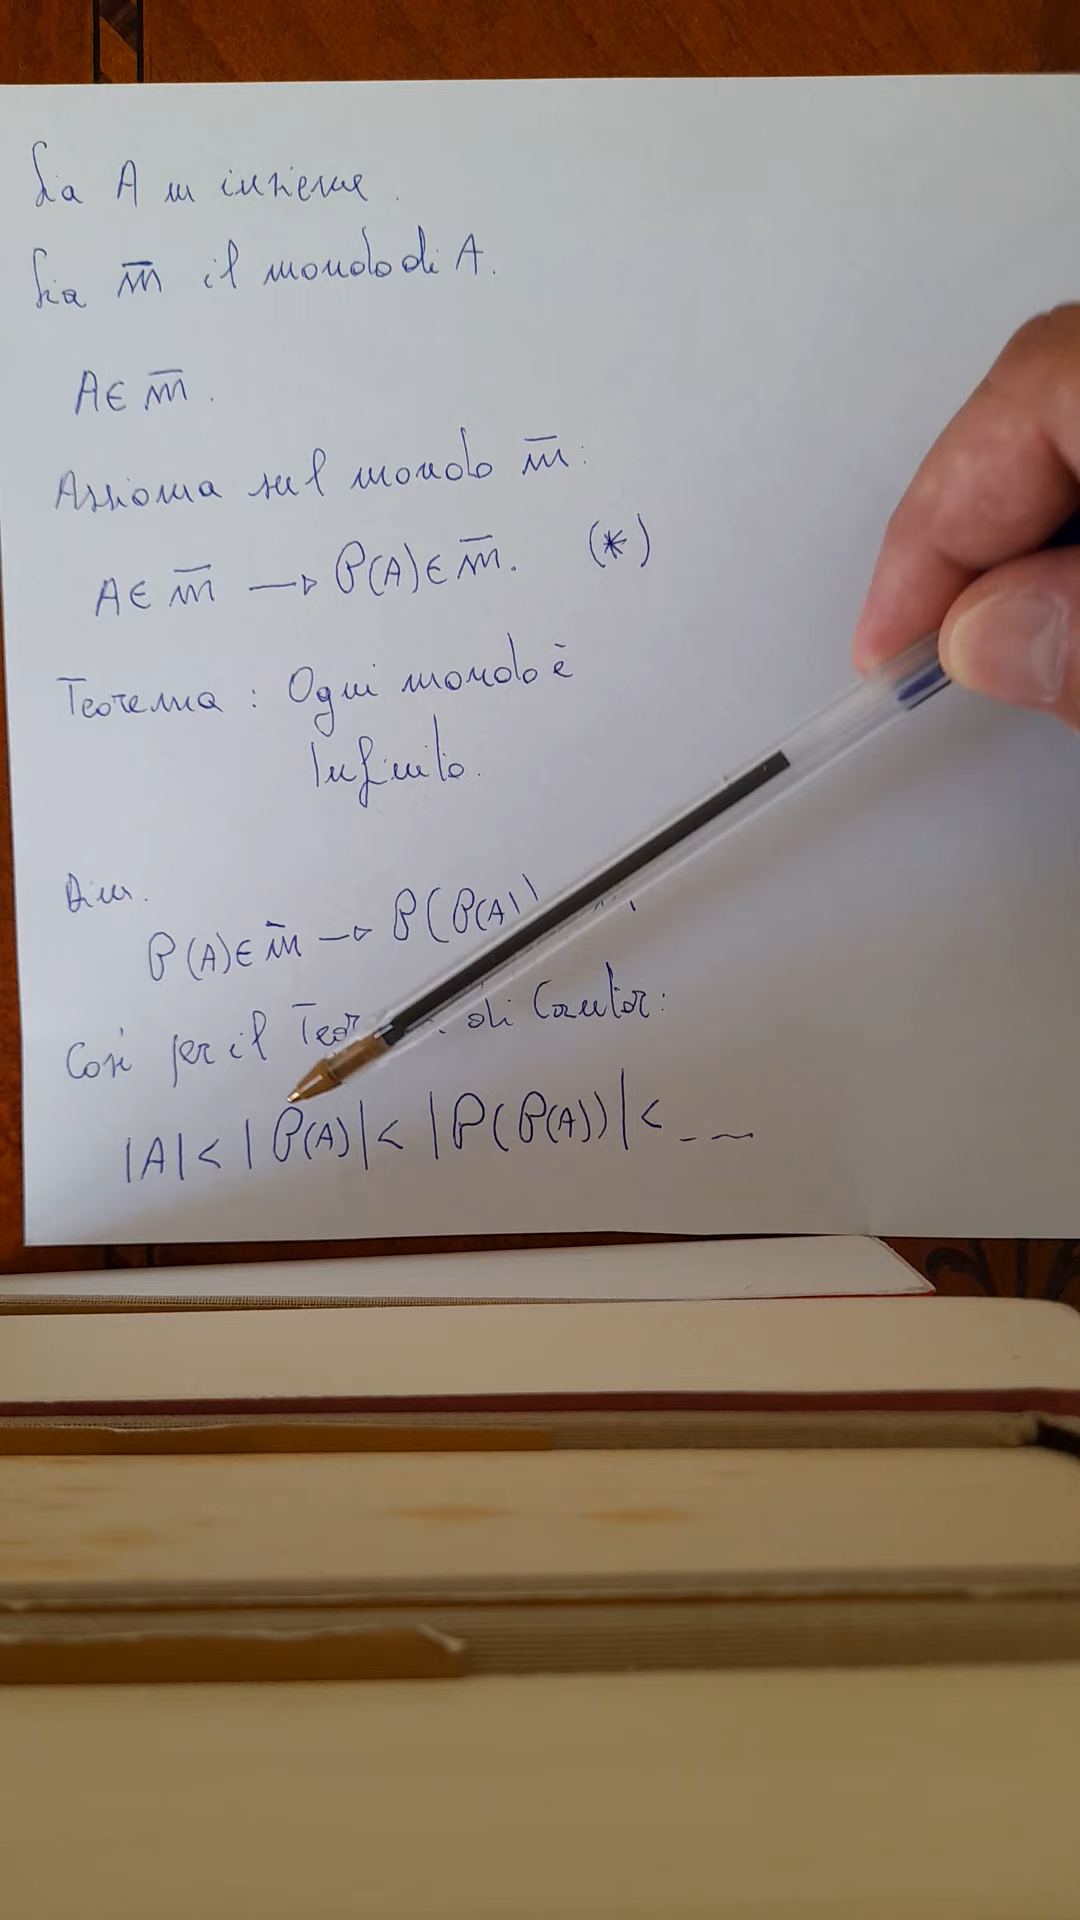 Sia A un insieme.
Sia m̅ il mondo di A.
A∈ m̅.
Assioma sul mondo m̅:
A∈ m̅ → P(A)∈ m̅. (*)
Teorema: Ogni mondo è
Infinito.
Dim.
P(A)∈ m̅ → P(P(A))
Così per il di Cantor:
|A| < |P(A)| < |P(P(A))| < ...